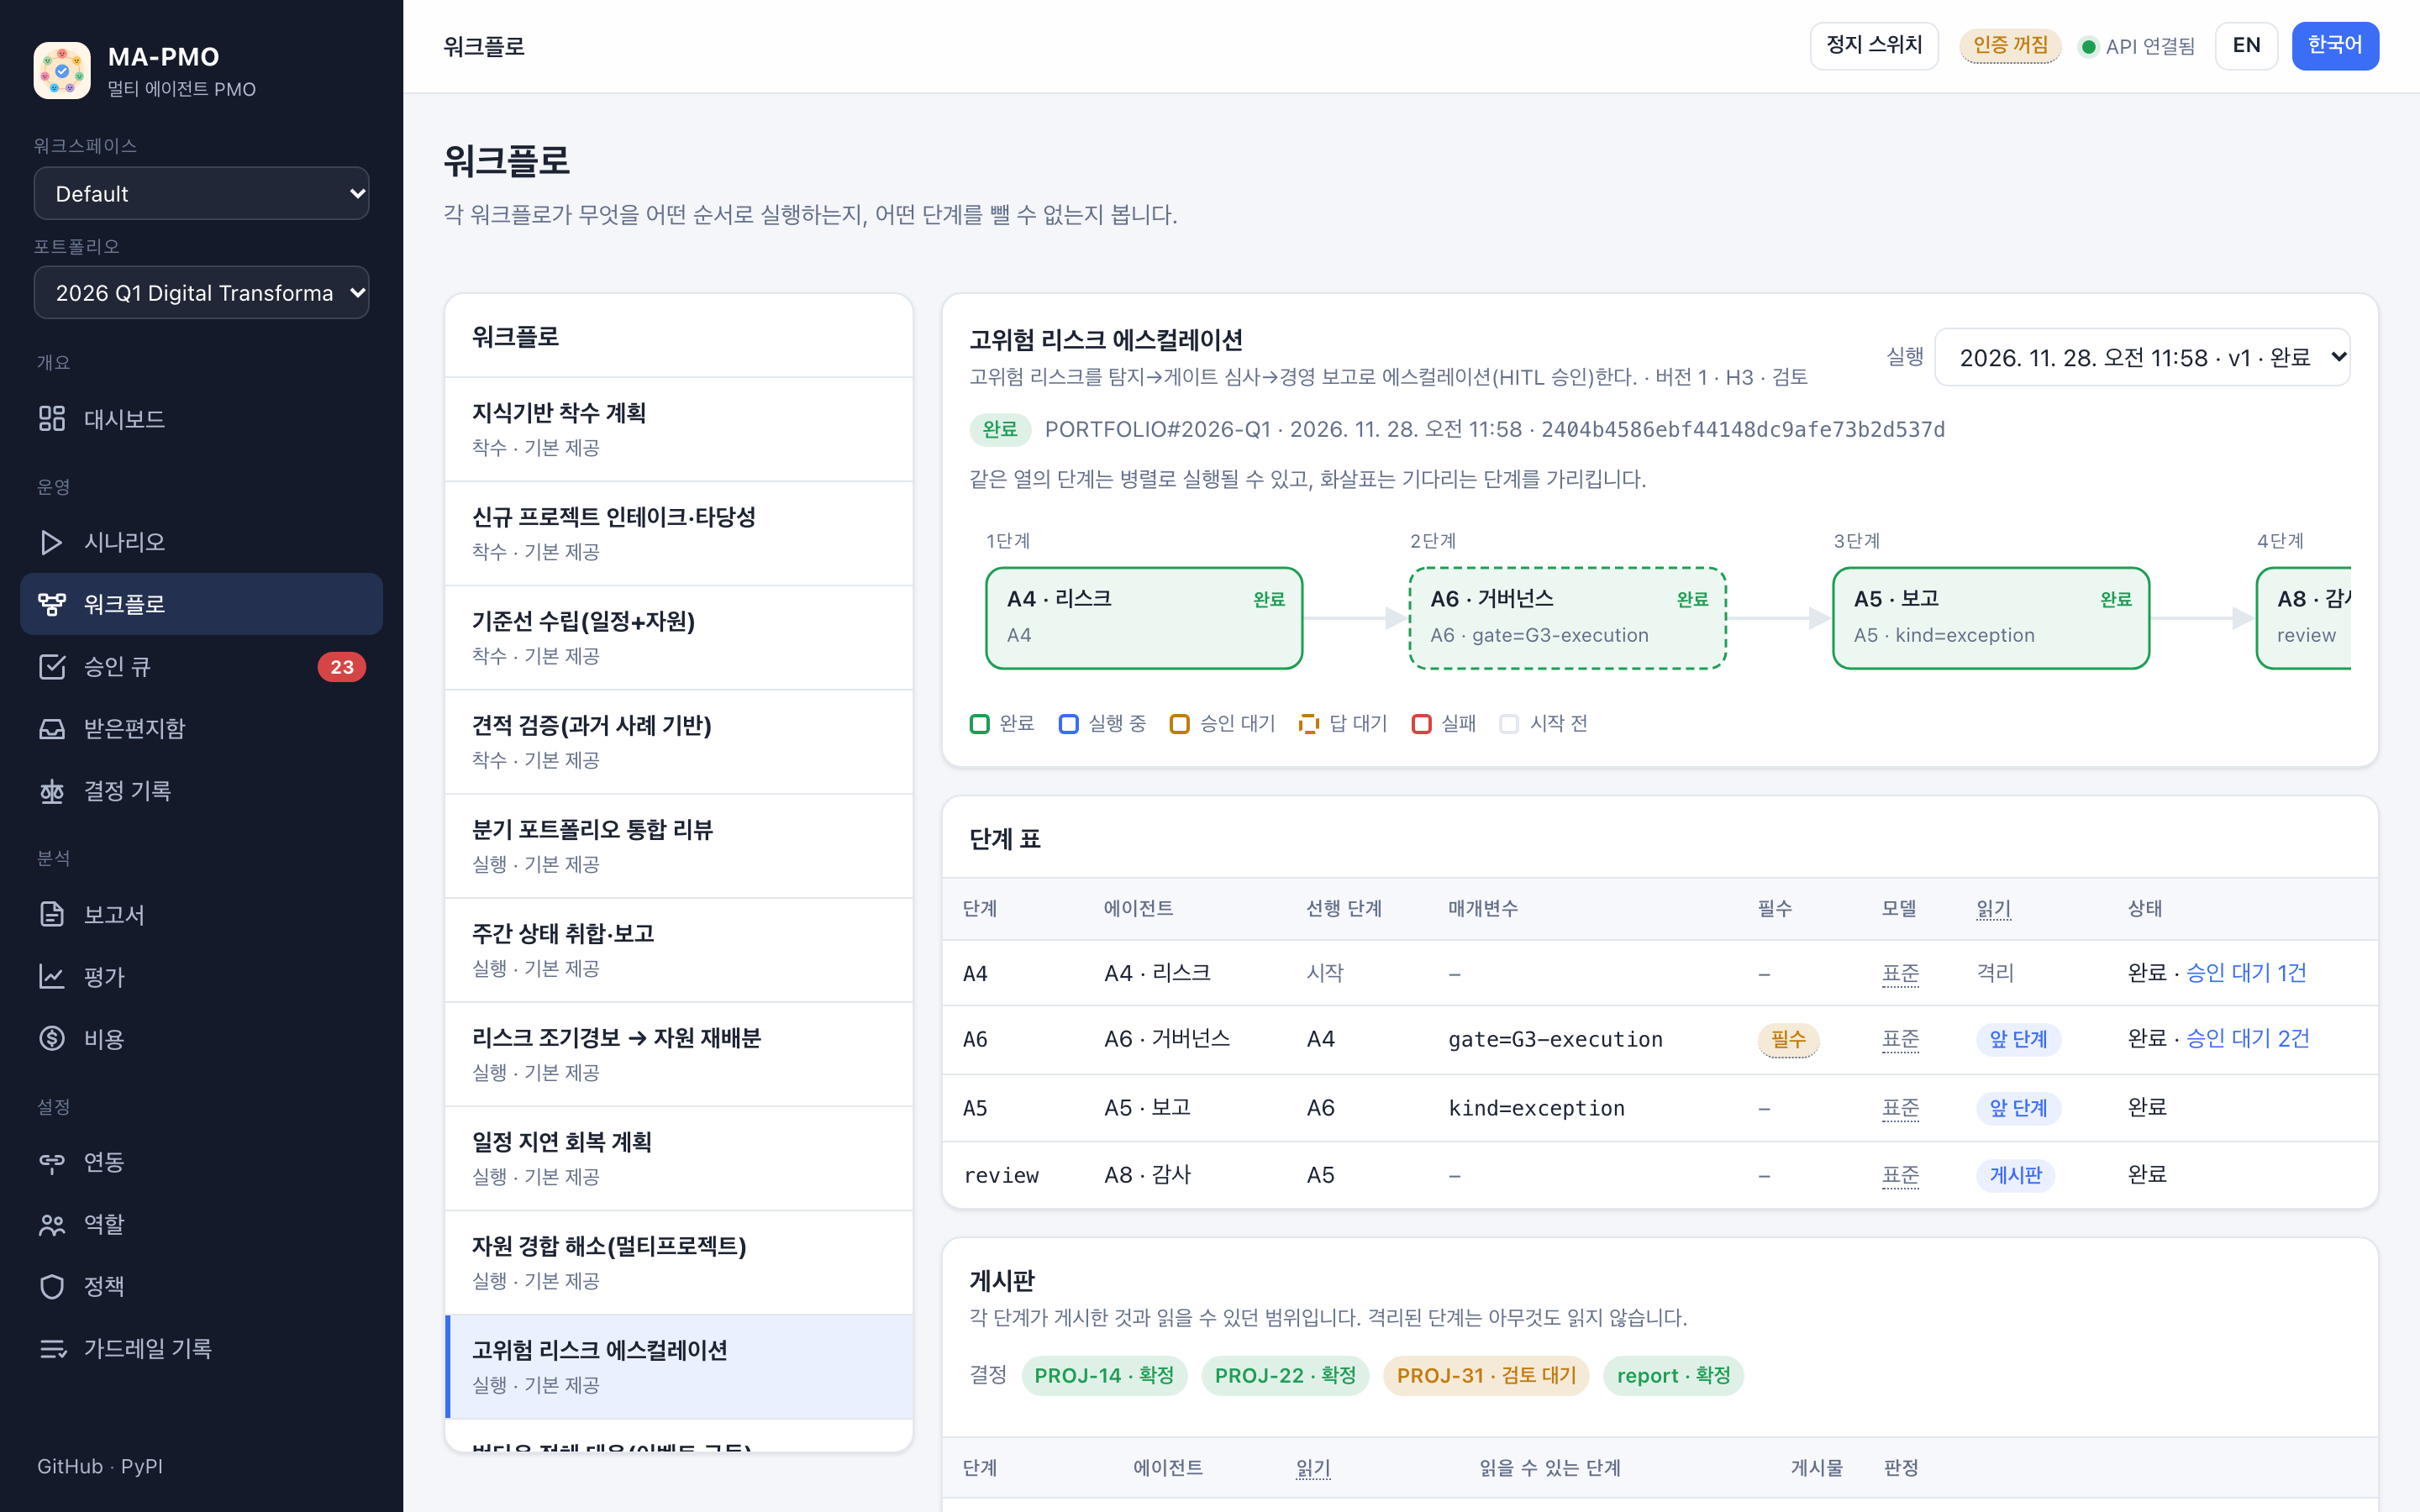 MA-PMO
멀티 에이전트 PMO
워크스페이스
Default
포트폴리오
2026 Q1 Digital Transforma
개요
대시보드
운영
시나리오
워크플로
승인 큐 23
받은편지함
결정 기록
분석
보고서
평가
비용
설정
연동
역할
정책
가드레일 기록
GitHub · PyPI
워크플로
정지 스위치 인증 꺼짐 API 연결됨 EN 한국어
워크플로
각 워크플로가 무엇을 어떤 순서로 실행하는지, 어떤 단계를 뺄 수 없는지 봅니다.
워크플로
지식기반 착수 계획
착수 · 기본 제공
신규 프로젝트 인테이크·타당성
착수 · 기본 제공
기준선 수립(일정+자원)
착수 · 기본 제공
견적 검증(과거 사례 기반)
착수 · 기본 제공
분기 포트폴리오 통합 리뷰
실행 · 기본 제공
주간 상태 취합·보고
실행 · 기본 제공
리스크 조기경보 → 자원 재배분
실행 · 기본 제공
일정 지연 회복 계획
실행 · 기본 제공
자원 경합 해소(멀티프로젝트)
실행 · 기본 제공
고위험 리스크 에스컬레이션
실행 · 기본 제공
고위험 리스크 에스컬레이션
고위험 리스크를 탐지→게이트 심사→경영 보고로 에스컬레이션(HITL 승인)한다. · 버전 1 · H3 · 검토
실행 2026. 11. 28. 오전 11:58 · v1 · 완료
완료 PORTFOLIO#2026-Q1 · 2026. 11. 28. 오전 11:58 · 2404b4586ebf44148dc9afe73b2d537d
같은 열의 단계는 병렬로 실행될 수 있고, 화살표는 기다리는 단계를 가리킵니다.
1단계 2단계 3단계 4단계
A4 · 리스크 완료 A6 · 거버넌스 완료 A5 · 보고 완료 A8 ·
A4 A6 · gate=G3-execution A5 · kind=exception review
완료 실행 중 승인 대기 답 대기 실패 시작 전
단계 표
단계 에이전트 선행 단계 매개변수 필수 모델 읽기 상태
A4 A4 · 리스크 시작 – – 표준 격리 완료 · 승인 대기 1건
A6 A6 · 거버넌스 A4 gate=G3-execution 필수 표준 앞 단계 완료 · 승인 대기 2건
A5 A5 · 보고 A6 kind=exception – 표준 앞 단계 완료
review A8 · 감사 A5 – – 표준 게시판 완료
게시판
각 단계가 게시한 것과 읽을 수 있던 범위입니다. 격리된 단계는 아무것도 읽지 않습니다.
결정 PROJ-14 · 확정 PROJ-22 · 확정 PROJ-31 · 검토 대기 report · 확정
단계 에이전트 읽기 읽을 수 있는 단계 게시물 판정